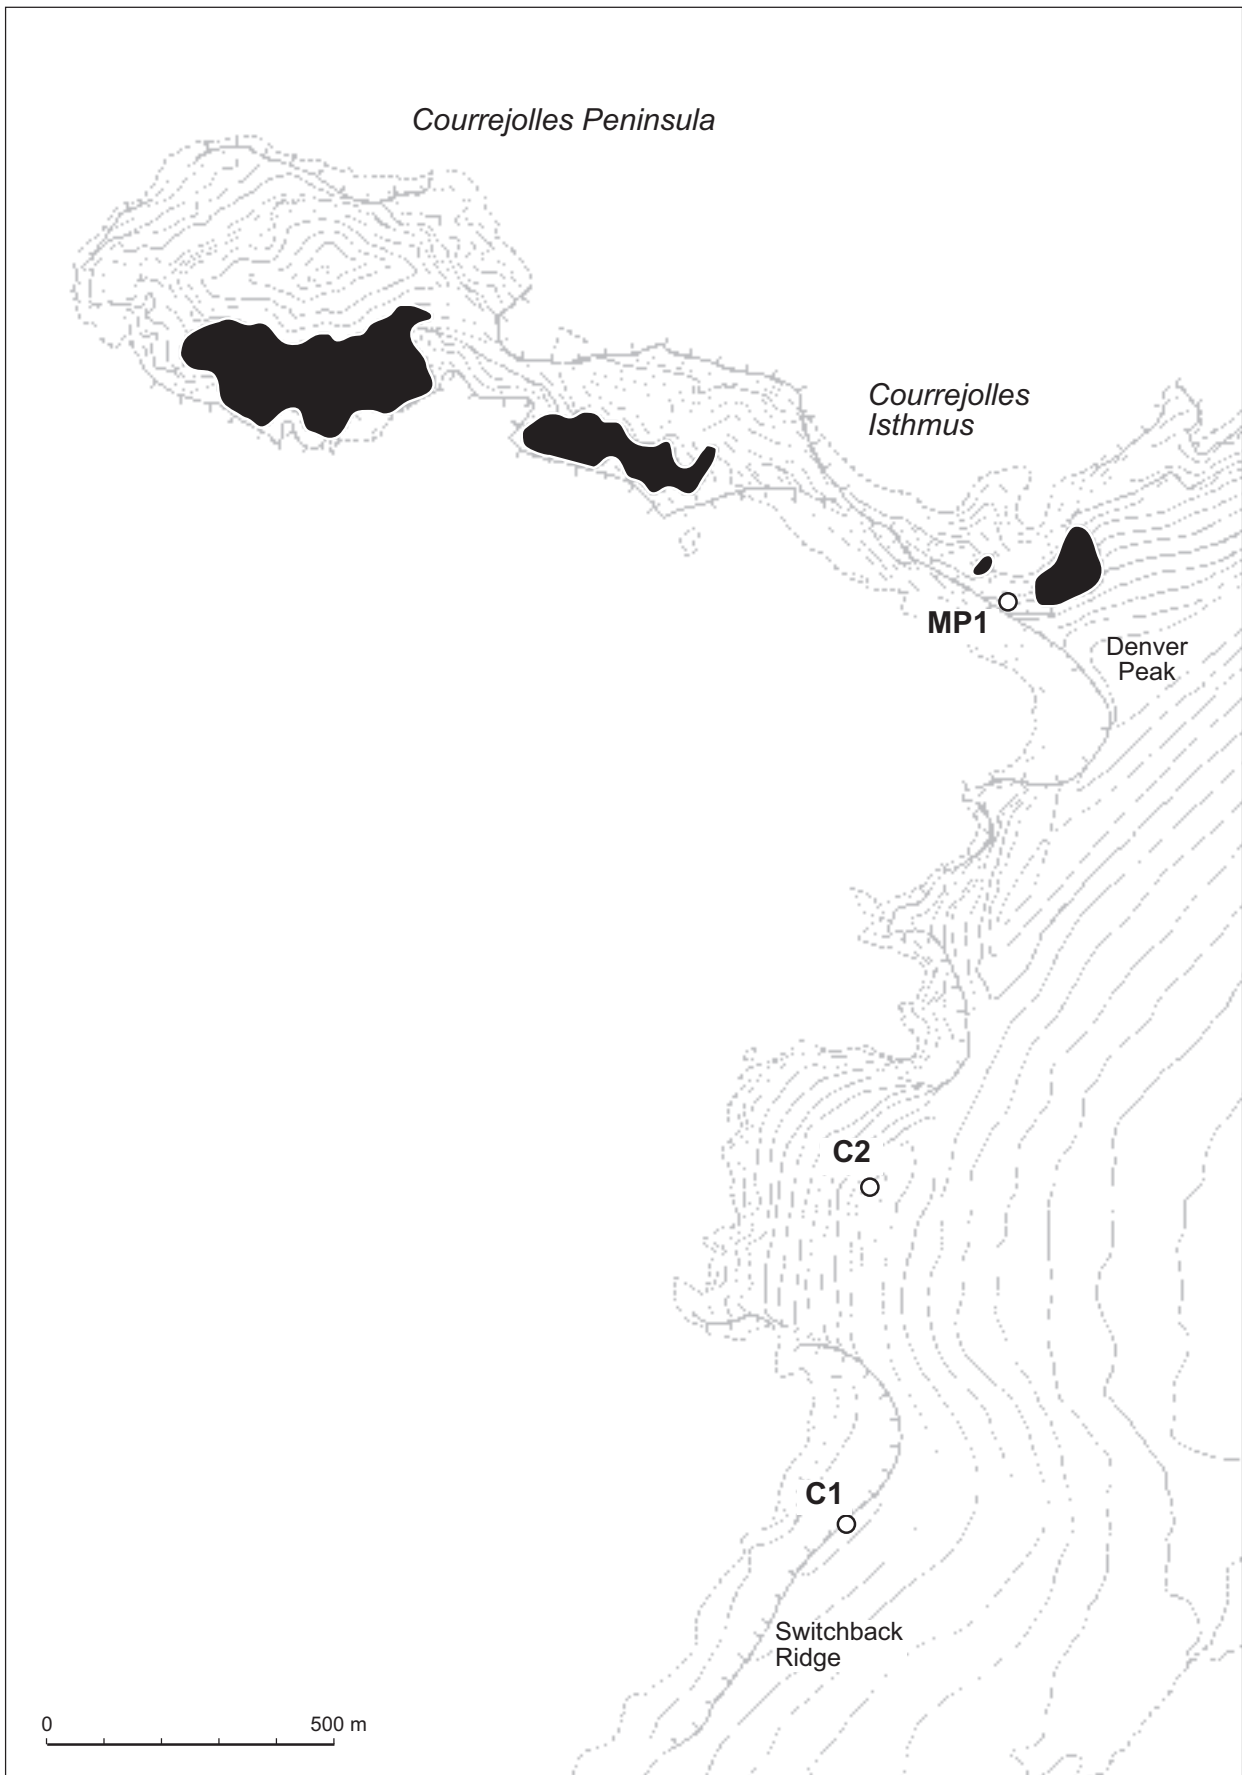 Courrejolles Peninsula
Courrejolles
Isthmus
MP1
Denver
Peak
C2
C1
Switchback
Ridge
0 500 m